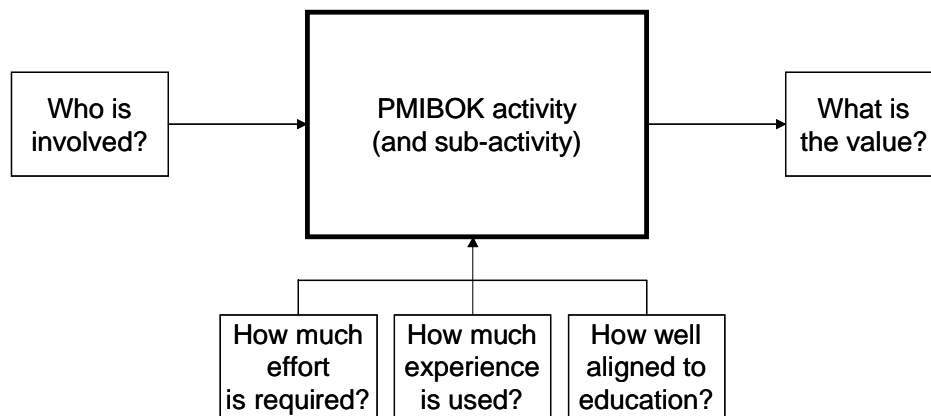 Who is
involved?
PMIBOK activity
(and sub-activity)
What is
the value?
How much
effort
is required?
How much
experience
is used?
How well
aligned to
education?